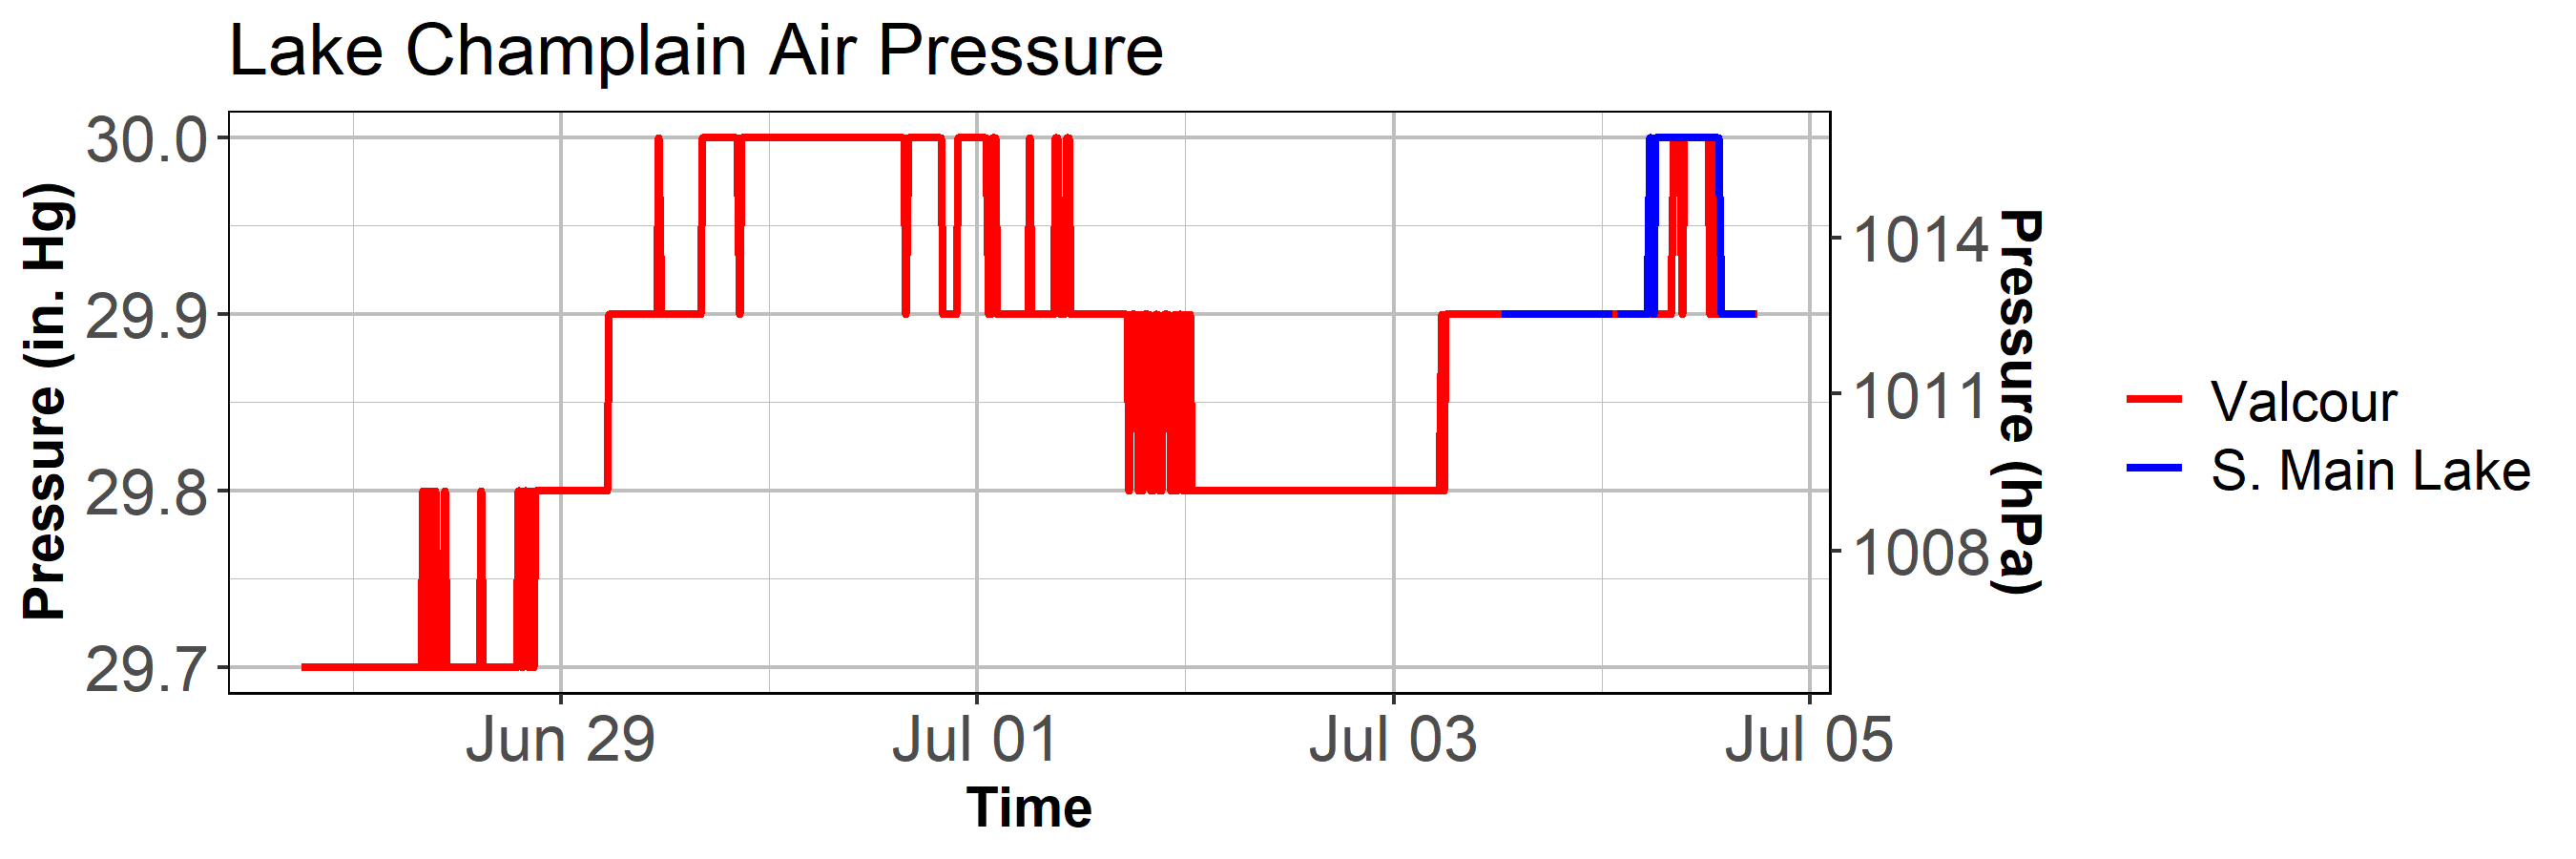 Lake Champlain Air Pressure
Pressure (in. Hg)
30.0
29.9
29.8
29.7
1014
1011
1008
Pressure (hPa)
Jun 29
Jul 01
Jul 03
Jul 05
Time
Valcour
S. Main Lake